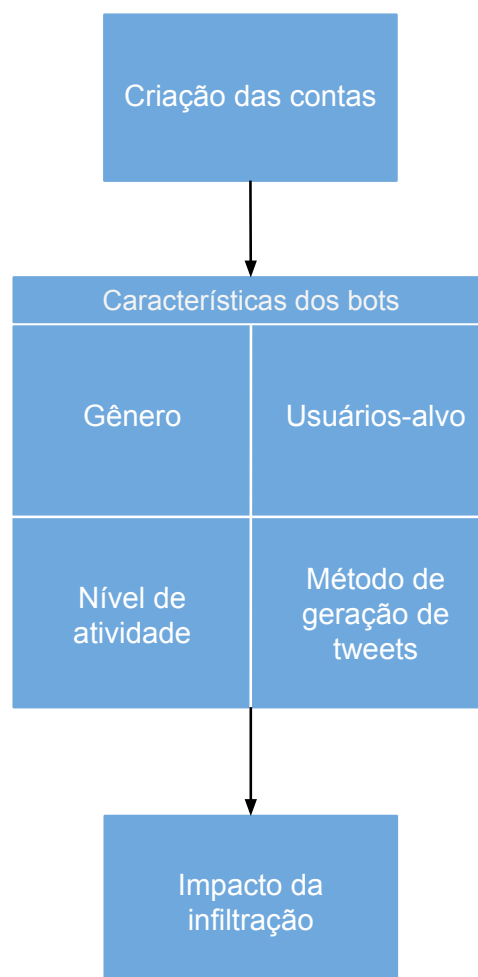 Criação das contas
Características dos bots
Gênero
Usuários-alvo
Nível de
atividade
Método de
geração de
tweets
Impacto da
infiltração